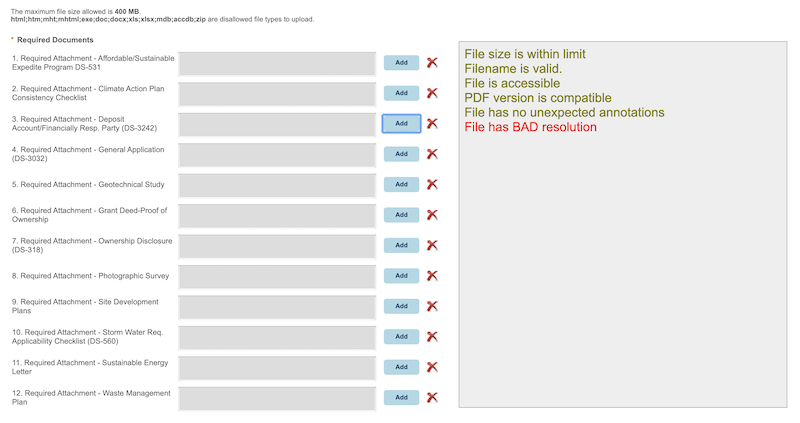 The maximum file size allowed is 400 MB.
html;htm;mht;mhtml;exe;doc;docx;xls;xlsx;mdb;accdb;zip are disallowed file types to upload.
* Required Documents
1. Required Attachment - Affordable/Sustainable
Expedite Program DS-531
Add
2. Required Attachment - Climate Action Plan
Consistency Checklist
Add
3. Required Attachment - Deposit
Account/Financially Resp. Party (DS-3242)
Add
4. Required Attachment - General Application
(DS-3032)
Add
5. Required Attachment - Geotechnical Study
Add
6. Required Attachment - Grant Deed-Proof of
Ownership
Add
7. Required Attachment - Ownership Disclosure
(DS-318)
Add
8. Required Attachment - Photographic Survey
Add
9. Required Attachment - Site Development
Plans
Add
10. Required Attachment - Storm Water Req.
Applicability Checklist (DS-560)
Add
11. Required Attachment - Sustainable Energy
Letter
Add
12. Required Attachment - Waste Management
Plan
Add
File size is within limit
Filename is valid.
File is accessible
PDF version is compatible
File has no unexpected annotations
File has BAD resolution